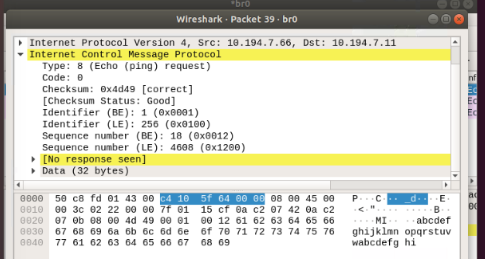 *br0
Wireshark · Packet 39 · br0
Internet Protocol Version 4, Src: 10.194.7.66, Dst: 10.194.7.11
Internet Control Message Protocol
Type: 8 (Echo (ping) request)
Code: 0
Checksum: 0x4d49 [correct]
[Checksum Status: Good]
Identifier (BE): 1 (0x0001)
Identifier (LE): 256 (0x0100)
Sequence number (BE): 18 (0x0012)
Sequence number (LE): 4608 (0x1200)
[No response seen]
Data (32 bytes)
0000 50 c8 fd 01 43 00 c4 10 5f 64 00 00 08 00 45 00 P···C··· _d····E·
0010 00 3c 02 22 00 00 7f 01 15 cf 0a c2 07 42 0a c2 ·<·"···· ·····B··
0020 07 0b 08 00 4d 49 00 01 00 12 61 62 63 64 65 66 ····MI·· ··abcdef
0030 67 68 69 6a 6b 6c 6d 6e 6f 70 71 72 73 74 75 76 ghijklmn opqrstuv
0040 77 61 62 63 64 65 66 67 68 69 wabcdefg hi